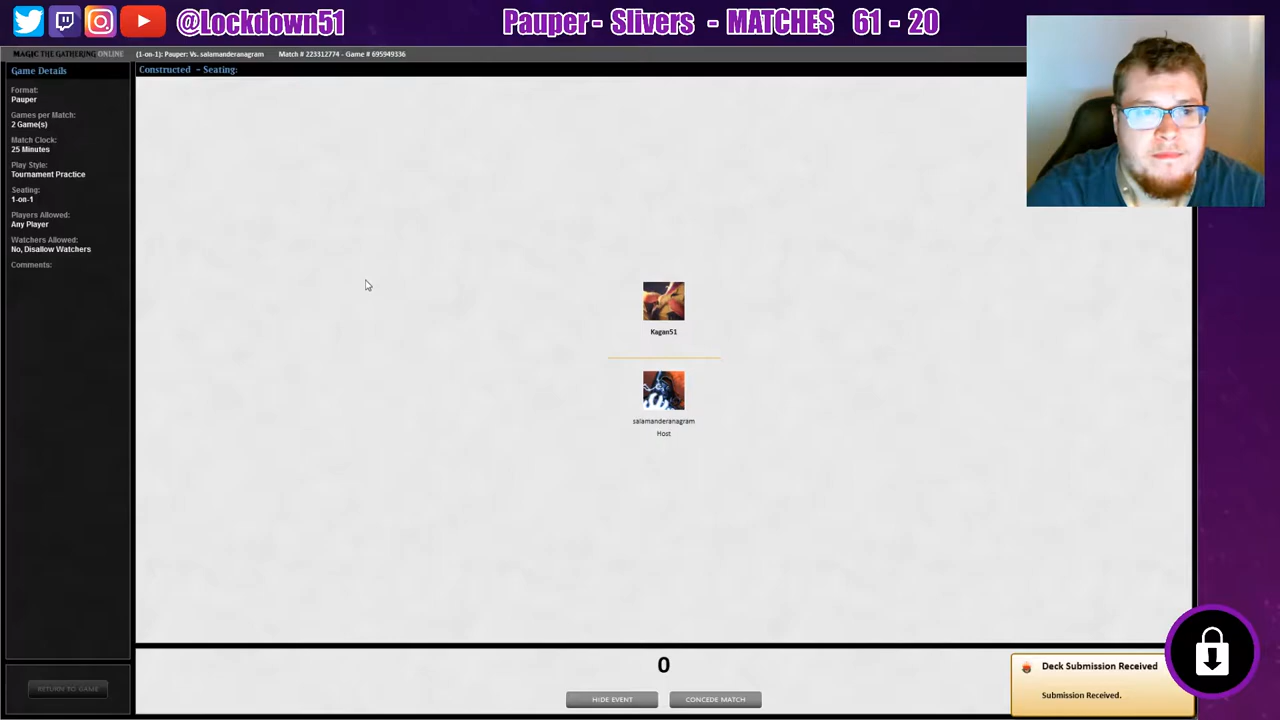 @Lockdown51
Pauper - Slivers - MATCHES 61 - 20
MAGIC THE GATHERING ONLINE
(1-on-1): Pauper: Vs. salamanderanagram Match # 223312774 - Game # 695949336
Game Details
Constructed - Seating:
Format:
Pauper
Games per Match:
2 Game(s)
Match Clock:
25 Minutes
Play Style:
Tournament Practice
Seating:
1-on-1
Players Allowed:
Any Player
Watchers Allowed:
No, Disallow Watchers
Comments:
Kagan51
salamanderanagram
Host
0
HIDE EVENT
CONCEDE MATCH
RETURN TO GAME
Deck Submission Received
Submission Received.